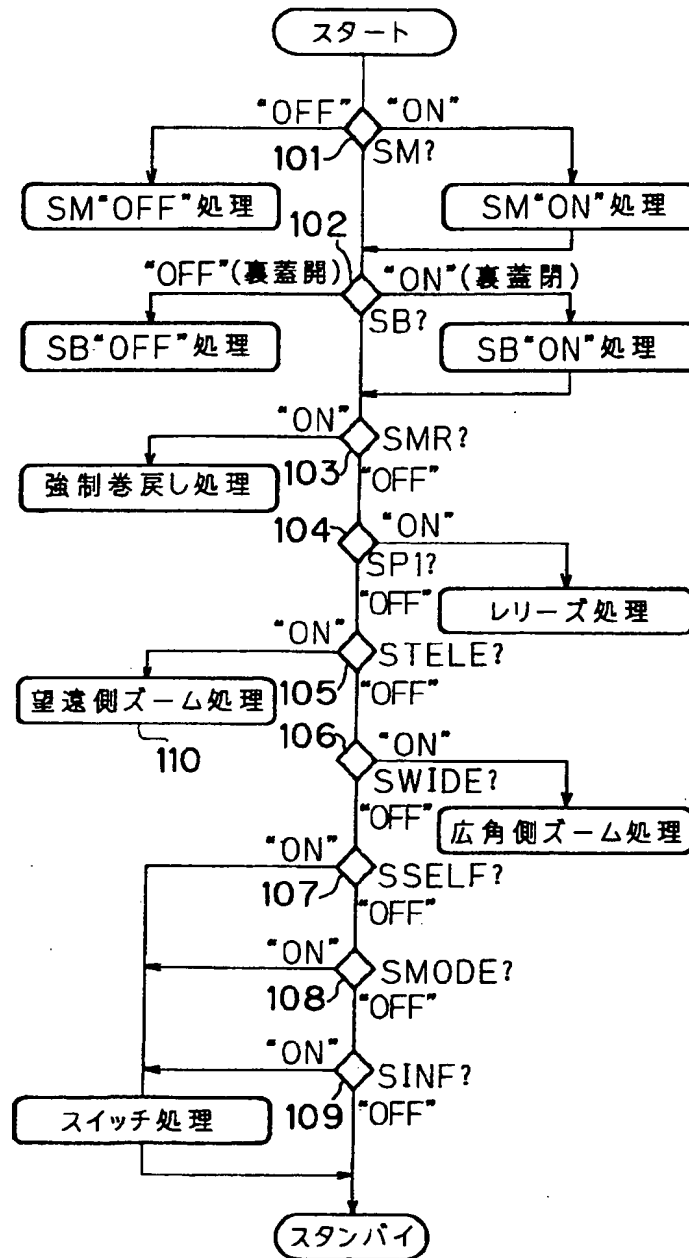 スタート
"OFF" "ON"
101 SM?
SM"OFF"処理 SM"ON"処理
102
"OFF"(裏蓋開) "ON"(裏蓋閉)
SB?
SB"OFF"処理 SB"ON"処理
"ON" SMR?
103 "OFF"
強制巻戻し処理
104 "ON"
SP1?
"OFF" レリーズ処理
"ON" STELE?
105 "OFF"
望遠側ズーム処理
110 106 "ON"
SWIDE?
"OFF" 広角側ズーム処理
"ON" SSELF?
107 "OFF"
"ON" SMODE?
108 "OFF"
"ON" SINF?
109 "OFF"
スイッチ処理
スタンバイ